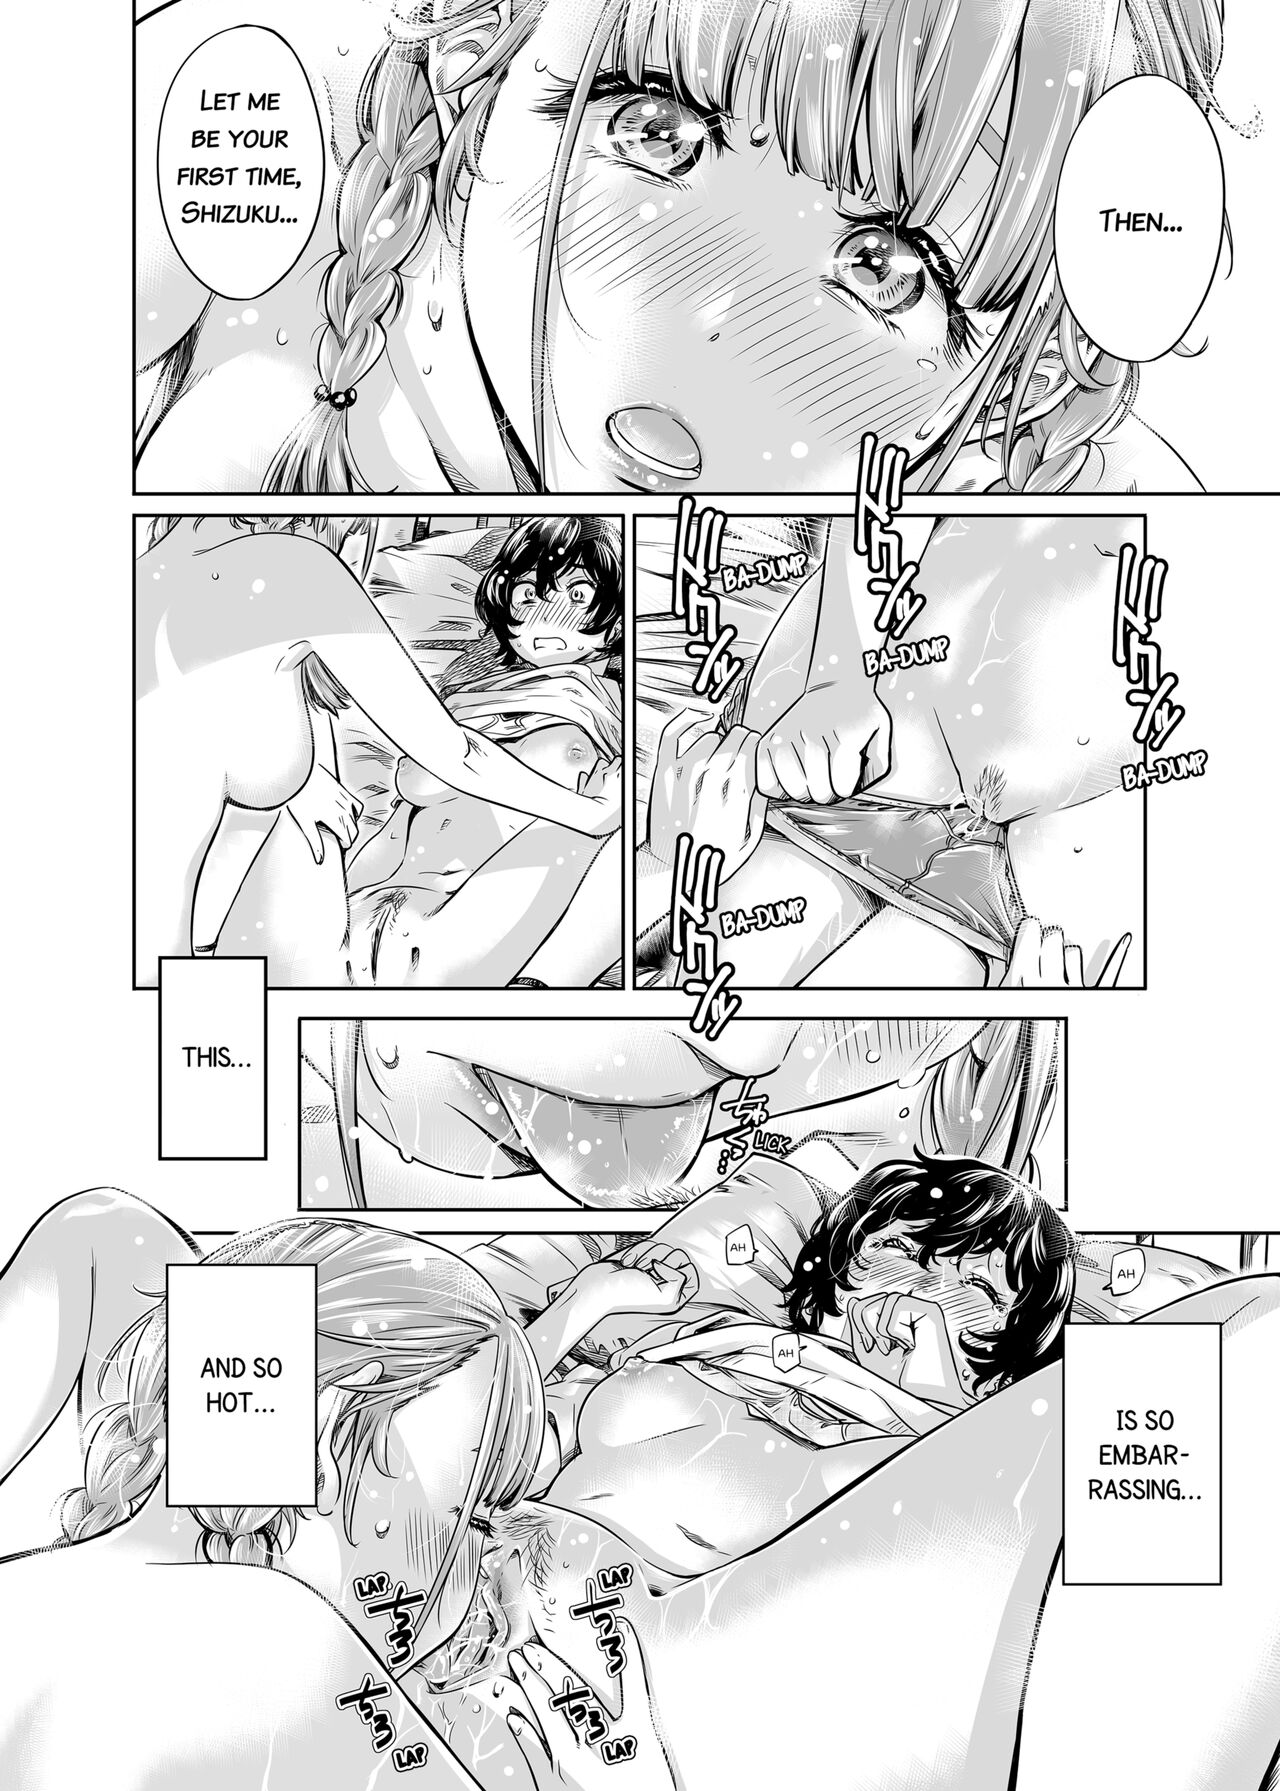 THEN...
LET ME
BE YOUR
FIRST TIME,
SHIZUKU...
BA-DUMP
BA-DUMP
BA-DUMP
BA-DUMP
THIS...
LICK
AH
AH
AH
IS SO
EMBAR-
RASSING...
AND SO
HOT...
LAP
LAP
LAP
LAP